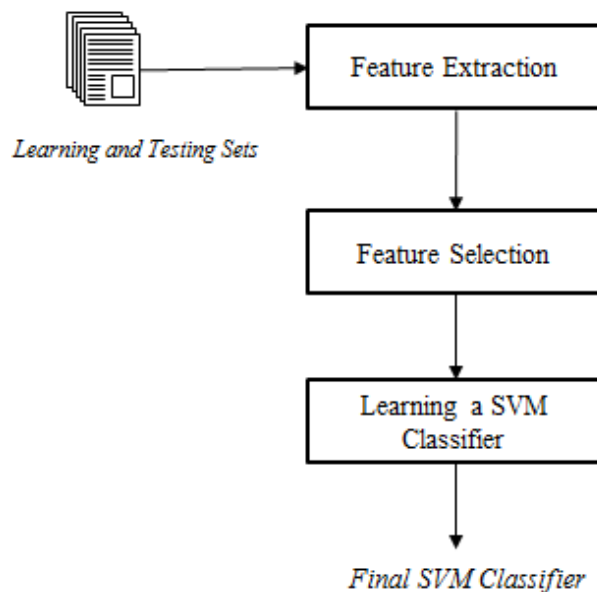 Feature Extraction
Learning and Testing Sets
Feature Selection
Learning a SVM
Classifier
Final SVM Classifier